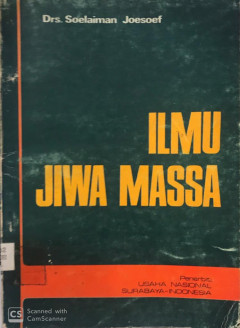 Drs. Soelaiman Joesoef
ILMU
JIWA MASSA
Penerbit:
USAHA NASIONAL
SURABAYA-INDONESIA
CS
Scanned with
CamScanner